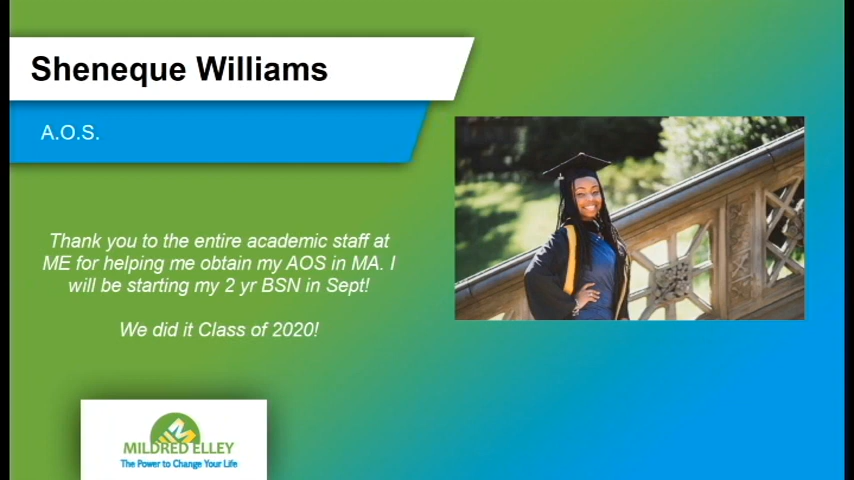 Sheneque Williams
A.O.S.
Thank you to the entire academic staff at
ME for helping me obtain my AOS in MA. I
will be starting my 2 yr BSN in Sept!
We did it Class of 2020!
MILDRED ELLEY
The Power to Change Your Life